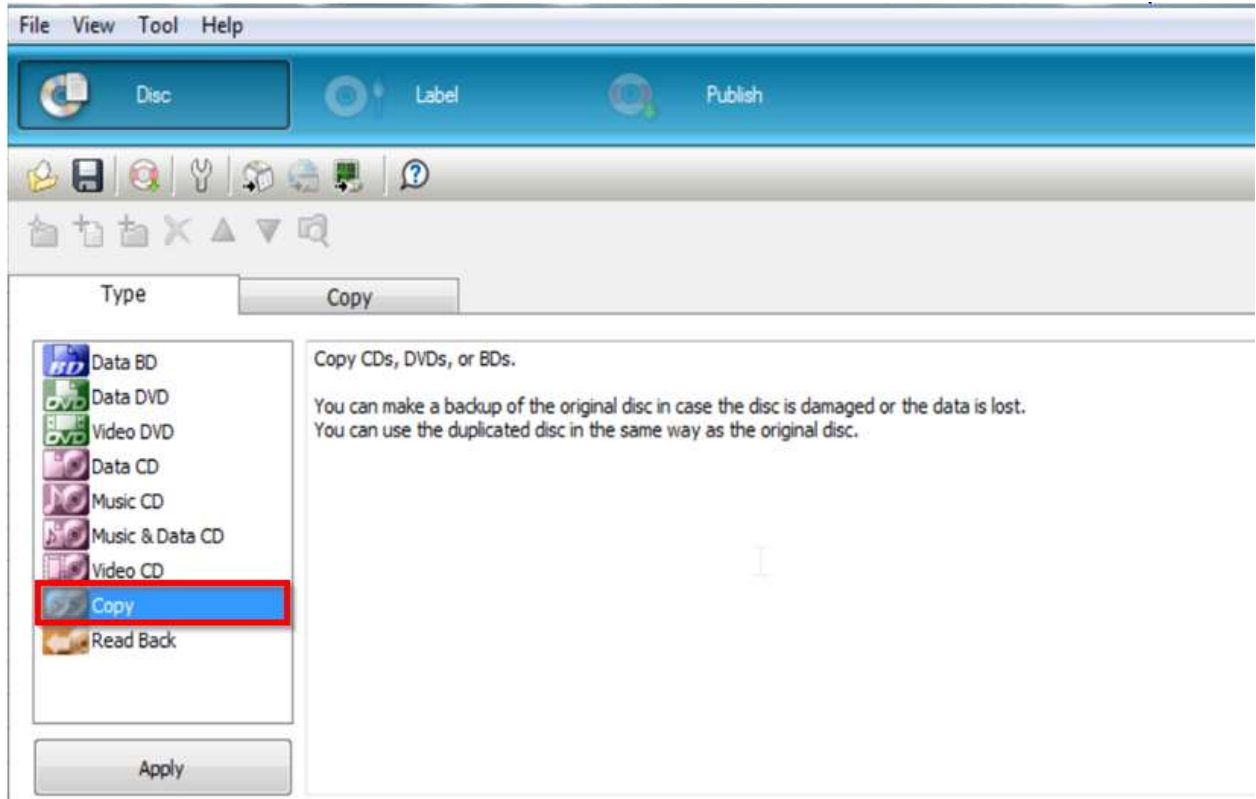 File View Tool Help
Disc Label Publish
Type Copy
Data BD
Data DVD
Video DVD
Data CD
Music CD
Music & Data CD
Video CD
Copy
Read Back
Apply
Copy CDs, DVDs, or BDs.
You can make a backup of the original disc in case the disc is damaged or the data is lost.
You can use the duplicated disc in the same way as the original disc.